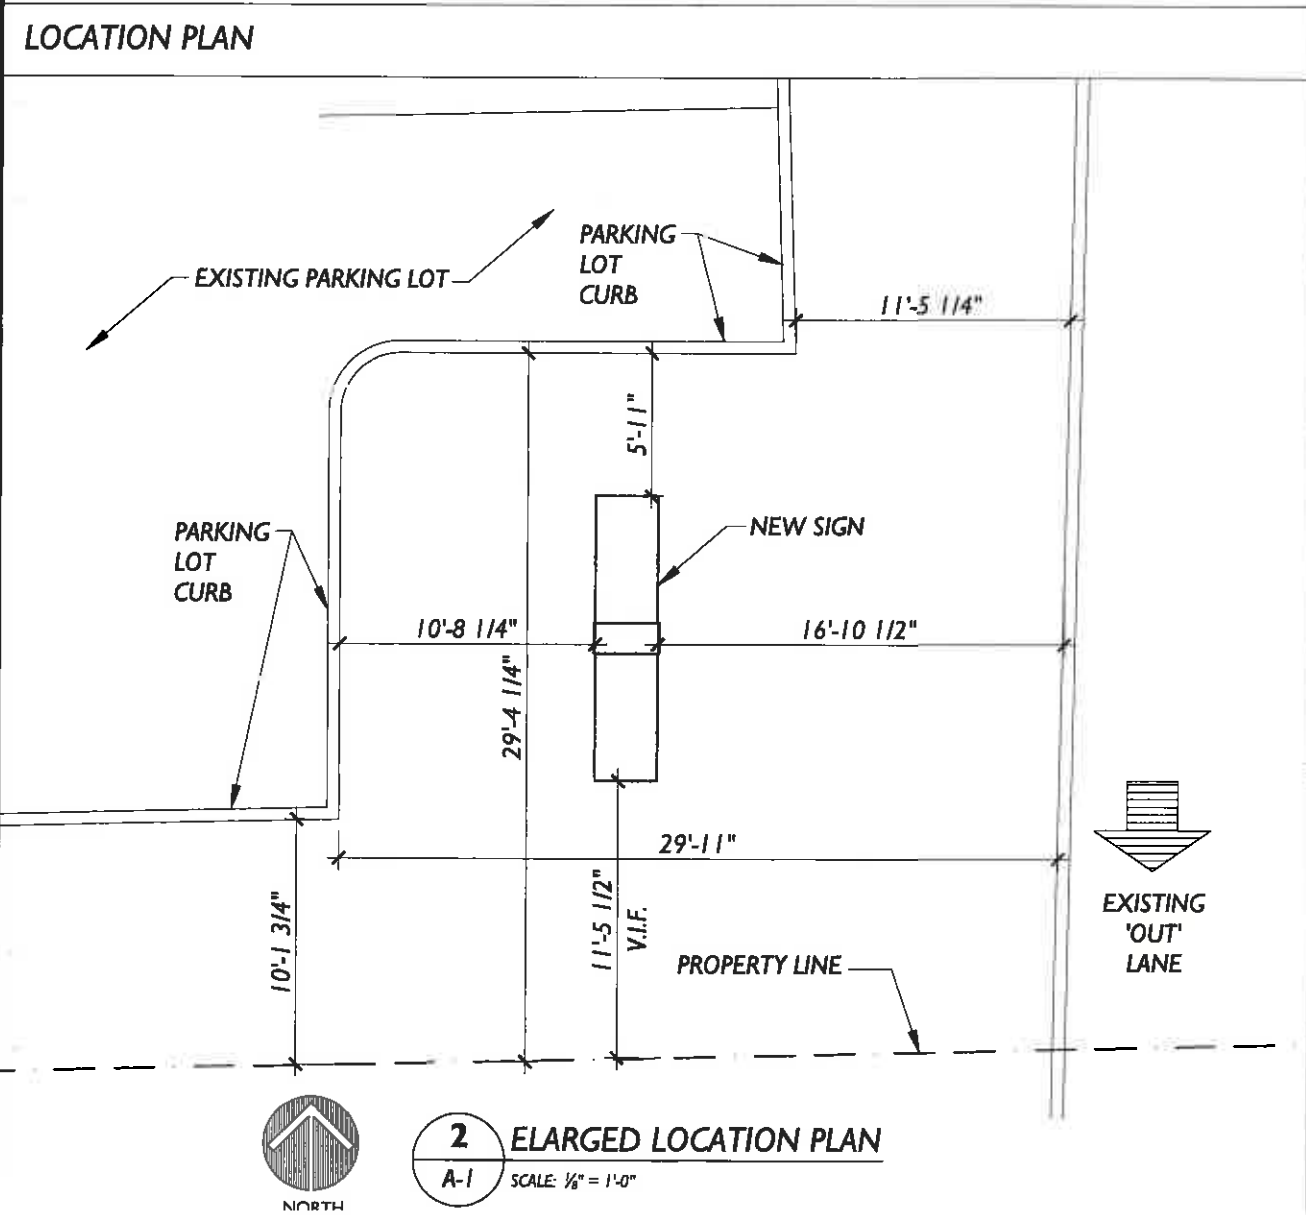 LOCATION PLAN
PARKING
LOT
CURB
EXISTING PARKING LOT
11'-5 1/4"
5'-11"
PARKING
LOT
CURB
NEW SIGN
10'-8 1/4"
16'-10 1/2"
29'-4 1/4"
29'-11"
10'-1 3/4"
11'-5 1/2"
V.I.F.
EXISTING
'OUT'
LANE
PROPERTY LINE
2
A-1
ELARGED LOCATION PLAN
SCALE: 1/8" = 1'-0"
NORTH